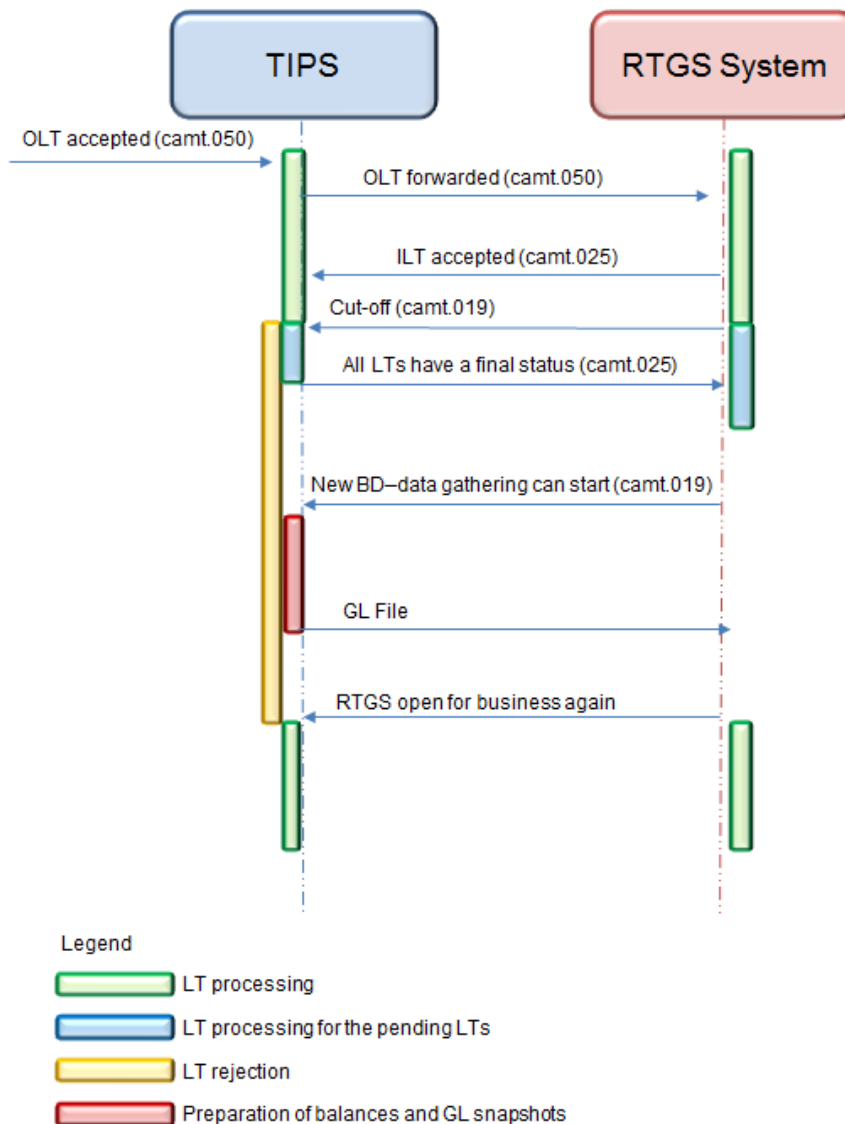 TIPS
RTGS System
OLT accepted (camt.050)
OLT forwarded (camt.050)
ILT accepted (camt.025)
Cut-off (camt.019)
All LTs have a final status (camt.025)
New BD–data gathering can start (camt.019)
GL File
RTGS open for business again
Legend
LT processing
LT processing for the pending LTs
LT rejection
Preparation of balances and GL snapshots